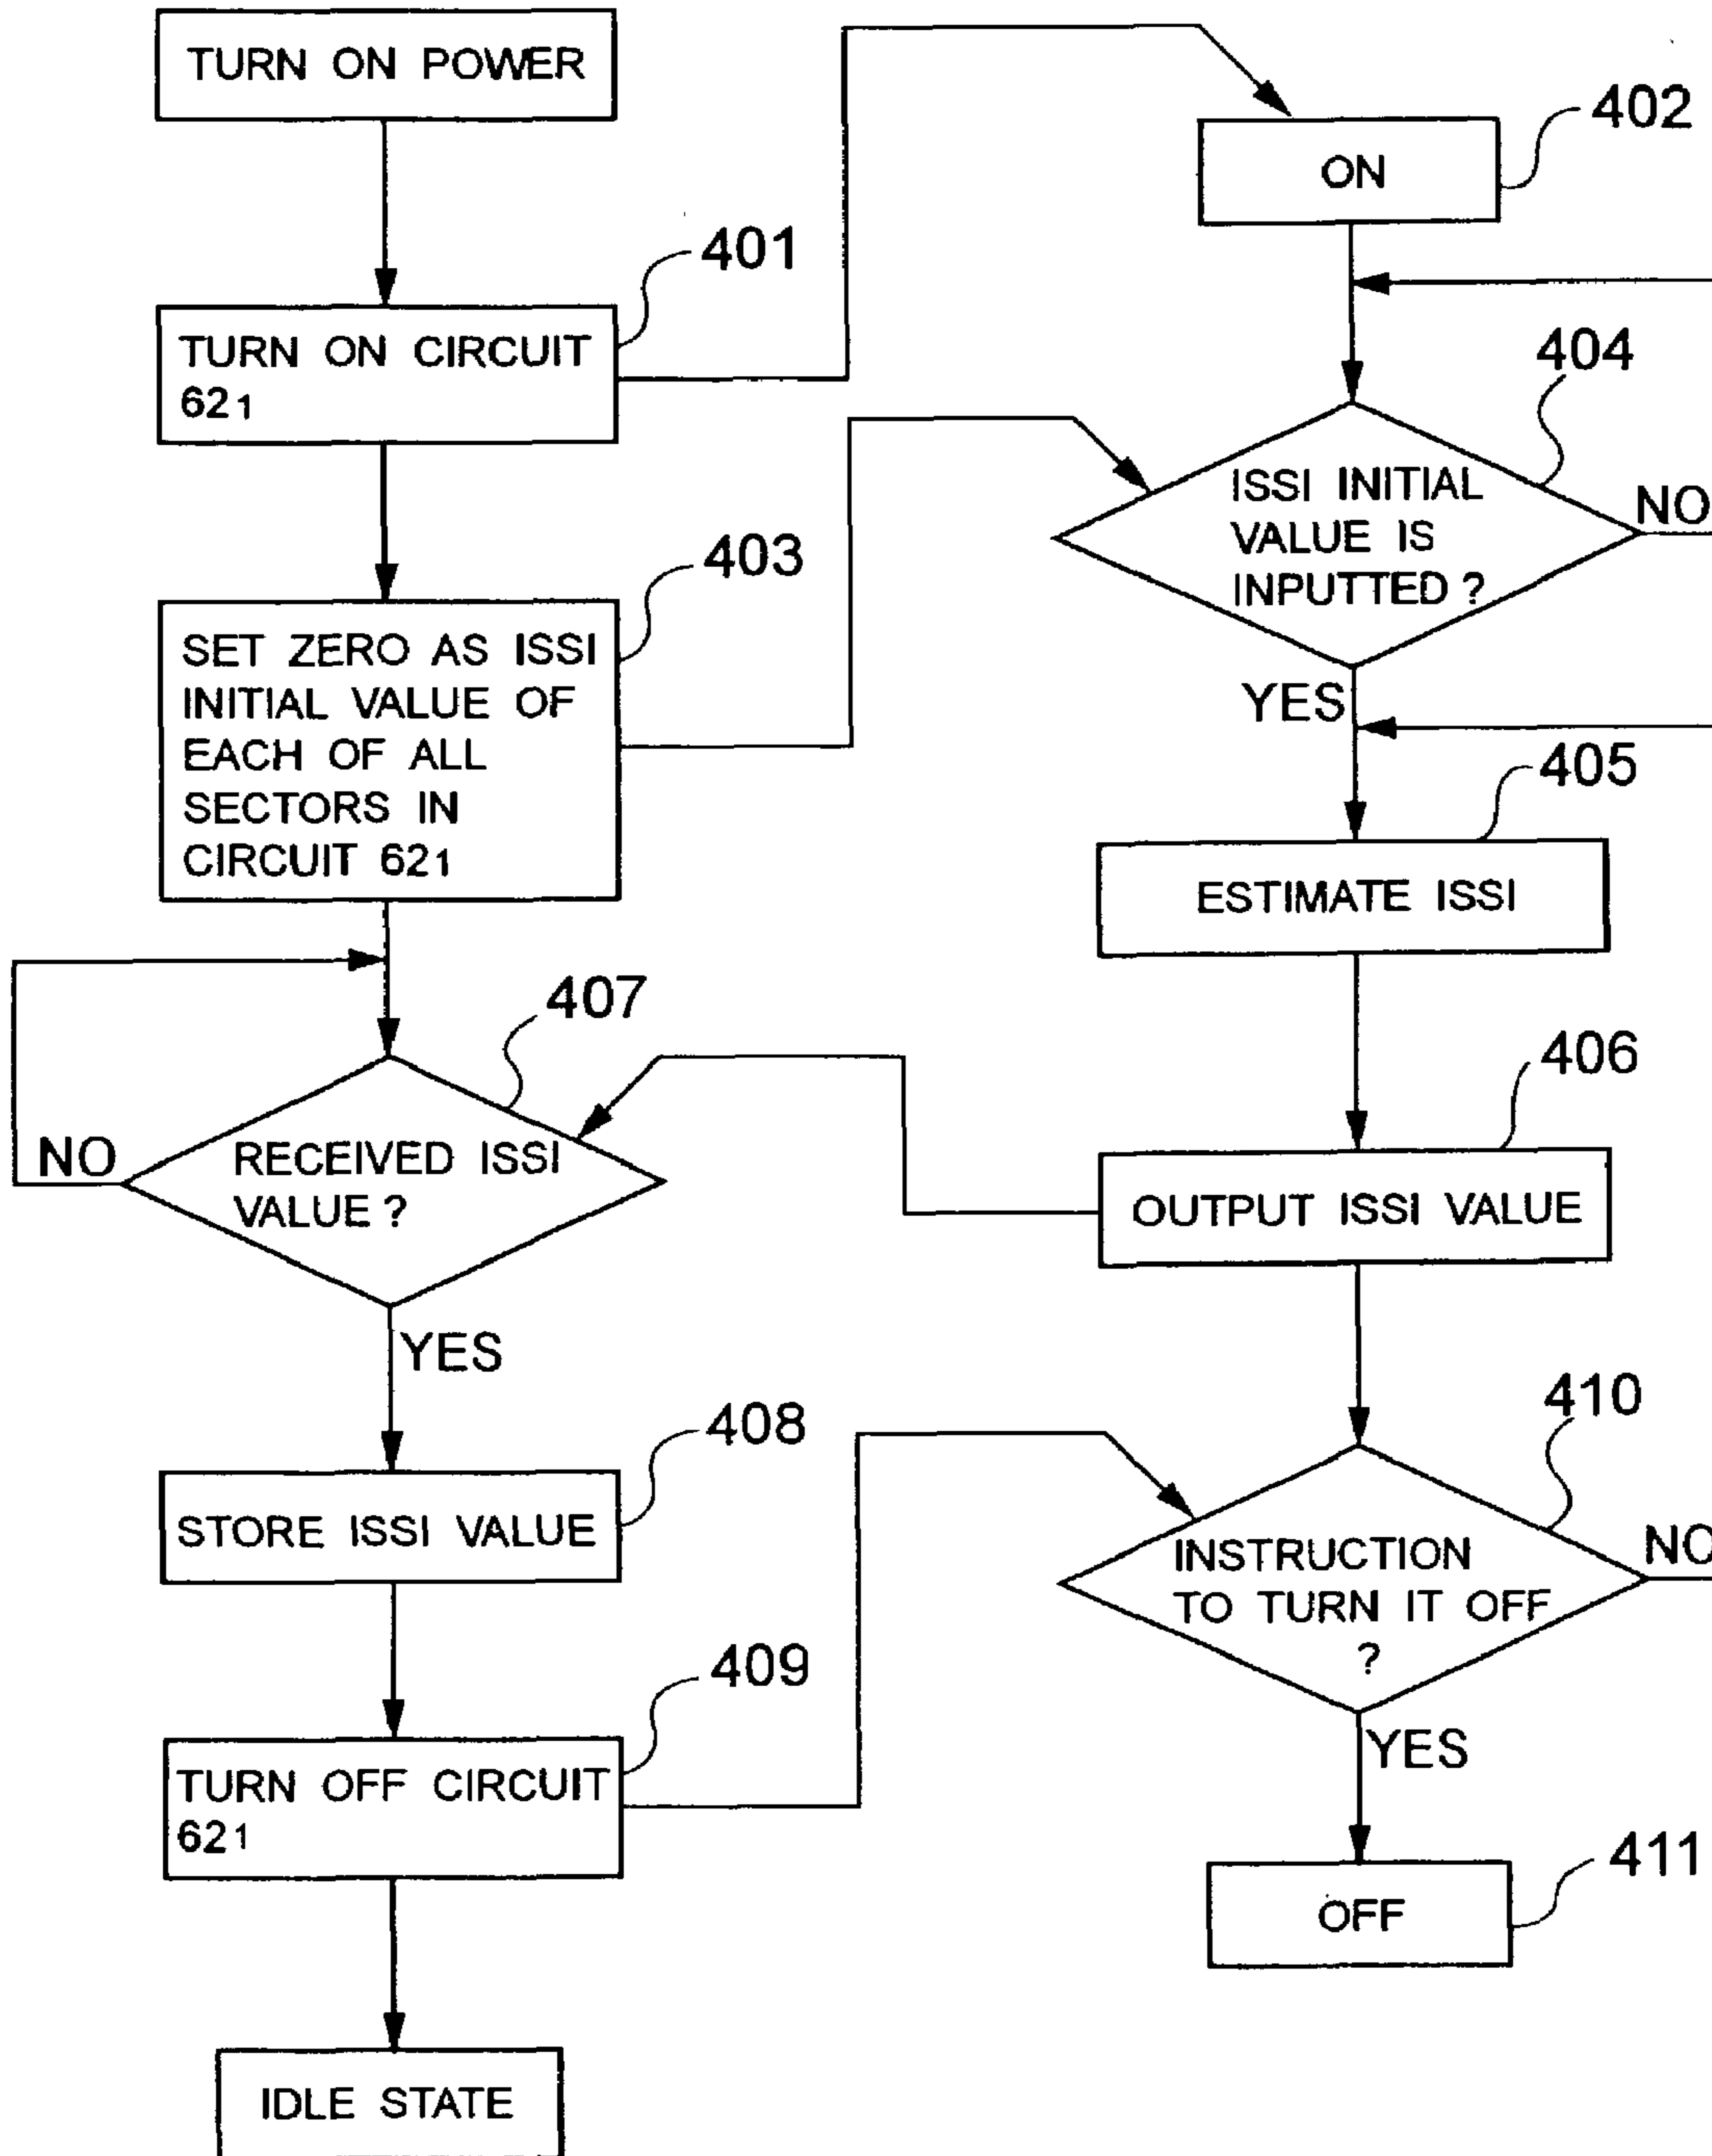 TURN ON POWER
401
TURN ON CIRCUIT
621
403
SET ZERO AS ISSI
INITIAL VALUE OF
EACH OF ALL
SECTORS IN
CIRCUIT 621
407
NO
RECEIVED ISSI
VALUE ?
YES
408
STORE ISSI VALUE
409
TURN OFF CIRCUIT
621
IDLE STATE
402
ON
404
ISSI INITIAL
VALUE IS
INPUTTED ?
NO
YES
405
ESTIMATE ISSI
406
OUTPUT ISSI VALUE
410
INSTRUCTION
TO TURN IT OFF
?
NO
YES
411
OFF